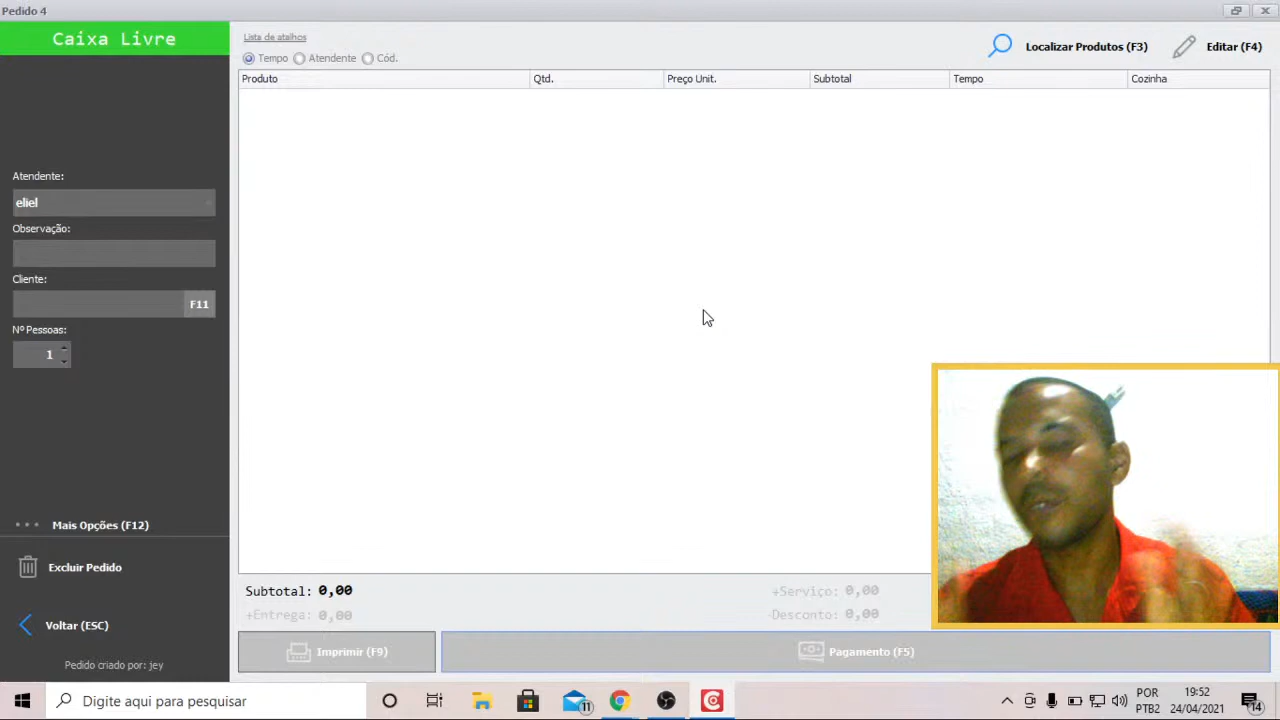 Pedido 4
Caixa Livre
Lista de atalhos
Tempo Atendente Cód.
Localizar Produtos (F3) Editar (F4)
Produto Qtd. Preço Unit. Subtotal Tempo Cozinha
Atendente:
eliel
Observação:
Cliente:
F11
Nº Pessoas:
1
Mais Opções (F12)
Excluir Pedido
Voltar (ESC)
Pedido criado por: jey
Subtotal: 0,00 +Serviço: 0,00
+Entrega: 0,00 -Desconto: 0,00
Imprimir (F9) Pagamento (F5)
Digite aqui para pesquisar
11
POR
PTB2
19:52
24/04/2021
14